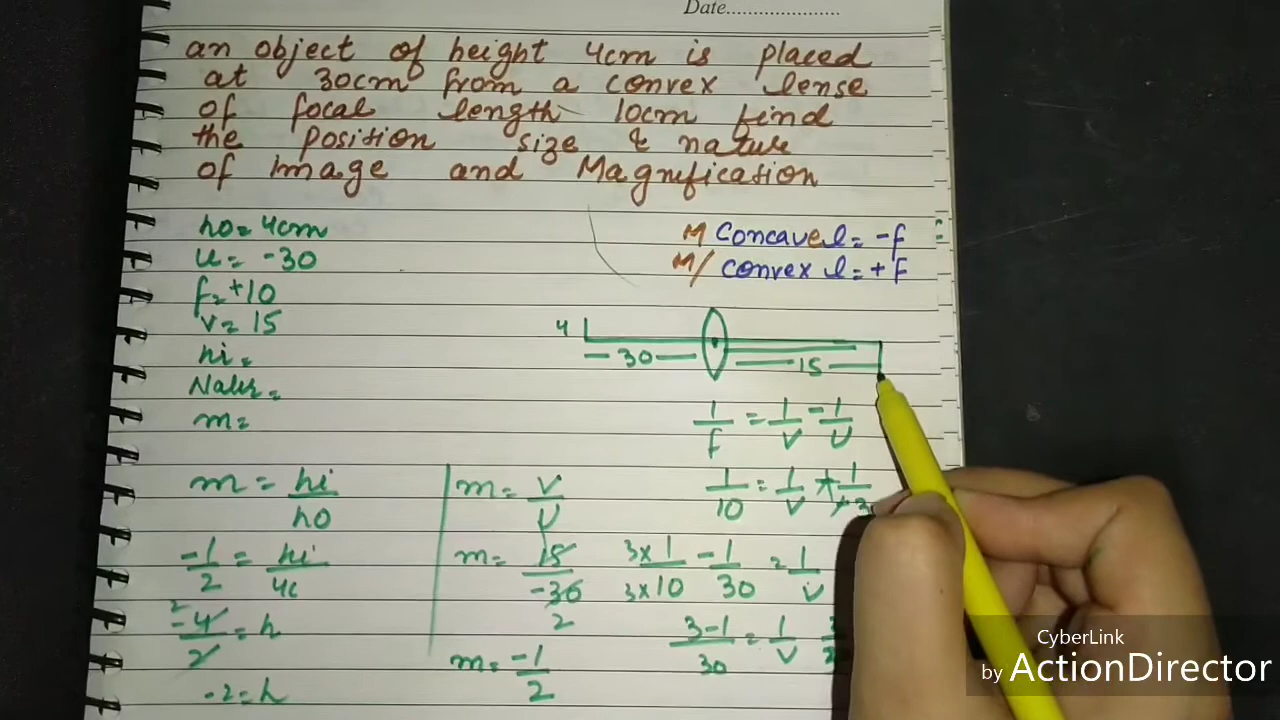 Date....................
an object of height 4cm is placed
at 30cm from a convex lense
of focal length 10cm find
the position size & nature
of image and Magnification
ho = 4cm
u = -30
f = +10
v = 15
hi =
m =
M Concave l = -f
M/ convex l = +F
4
30
15
1/f = 1/v - 1/u
1/10 = 1/v
m = hi/ho
-1/2 = hi/4
-4/2 = h
2
-2 = h
m = v/u
m = 15/-30
2
m = -1/2
3x1/3x10 - 1/30 = 1/v
3-1/30 = 1/v
CyberLink
by ActionDirector